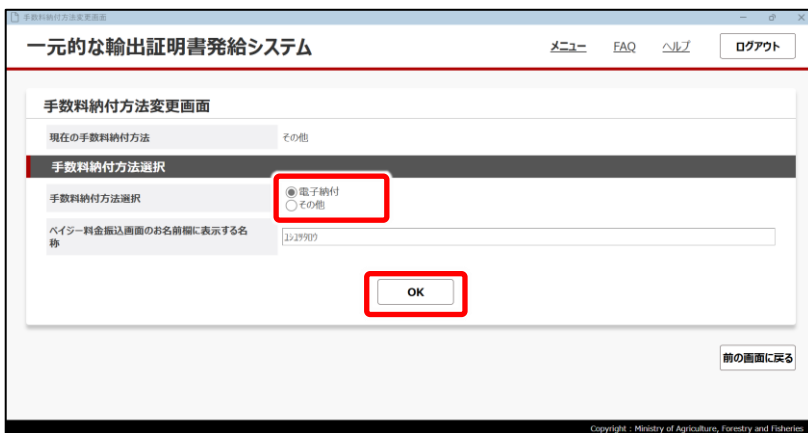 手数料納付方法変更画面
一元的な輸出証明書発給システム
メニュー FAQ ヘルプ ログアウト
手数料納付方法変更画面
現在の手数料納付方法 その他
手数料納付方法選択
手数料納付方法選択
電子納付
その他
ペイジー料金振込画面のお名前欄に表示する名
称
OK
前の画面に戻る
Copyright : Ministry of Agriculture, Forestry and Fisheries